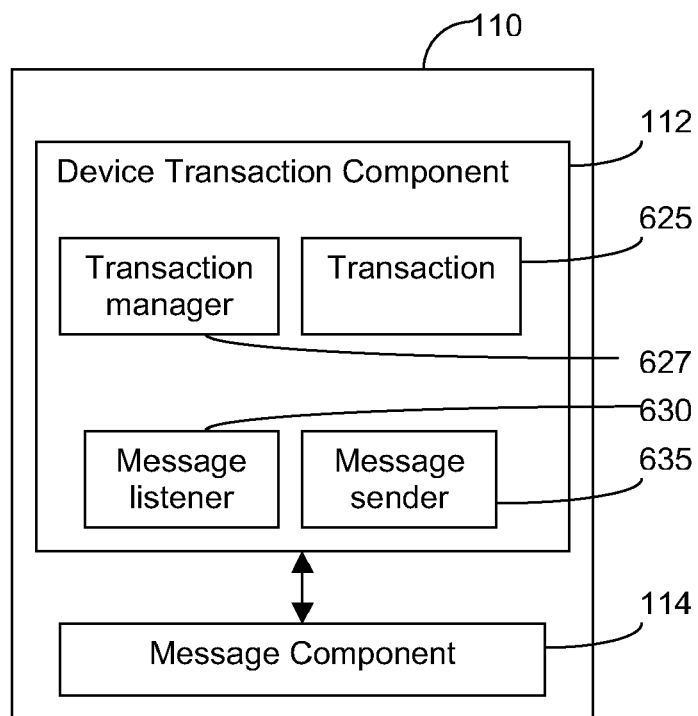 110
112
Device Transaction Component
625
Transaction
manager
Transaction
627
630
Message
listener
Message
sender
635
114
Message Component